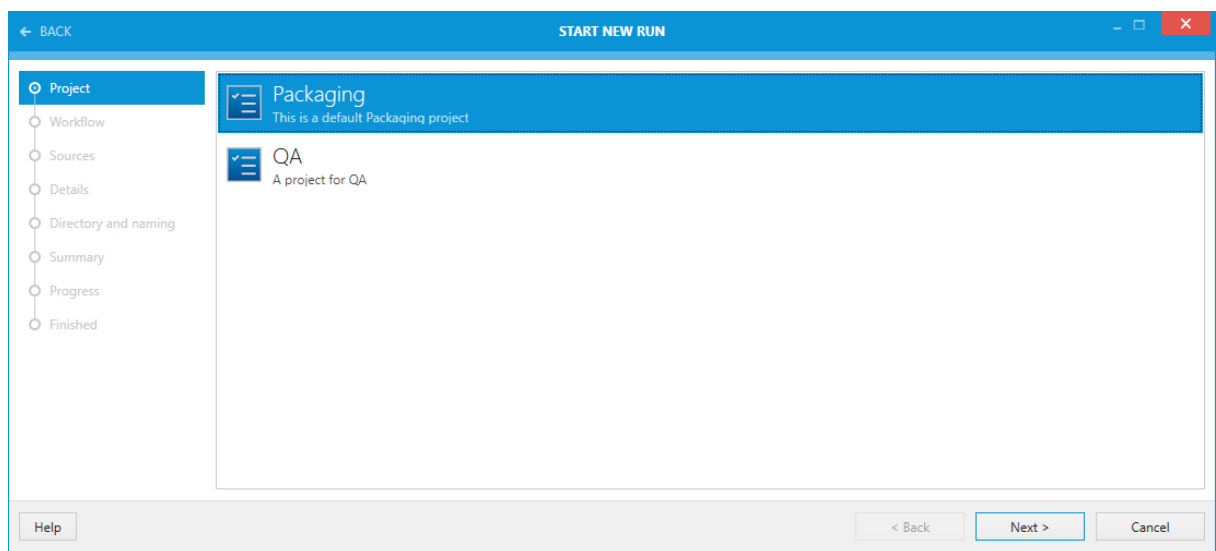 ← BACK
START NEW RUN
Project
Workflow
Sources
Details
Directory and naming
Summary
Progress
Finished
Packaging
This is a default Packaging project
QA
A project for QA
Help
< Back
Next >
Cancel